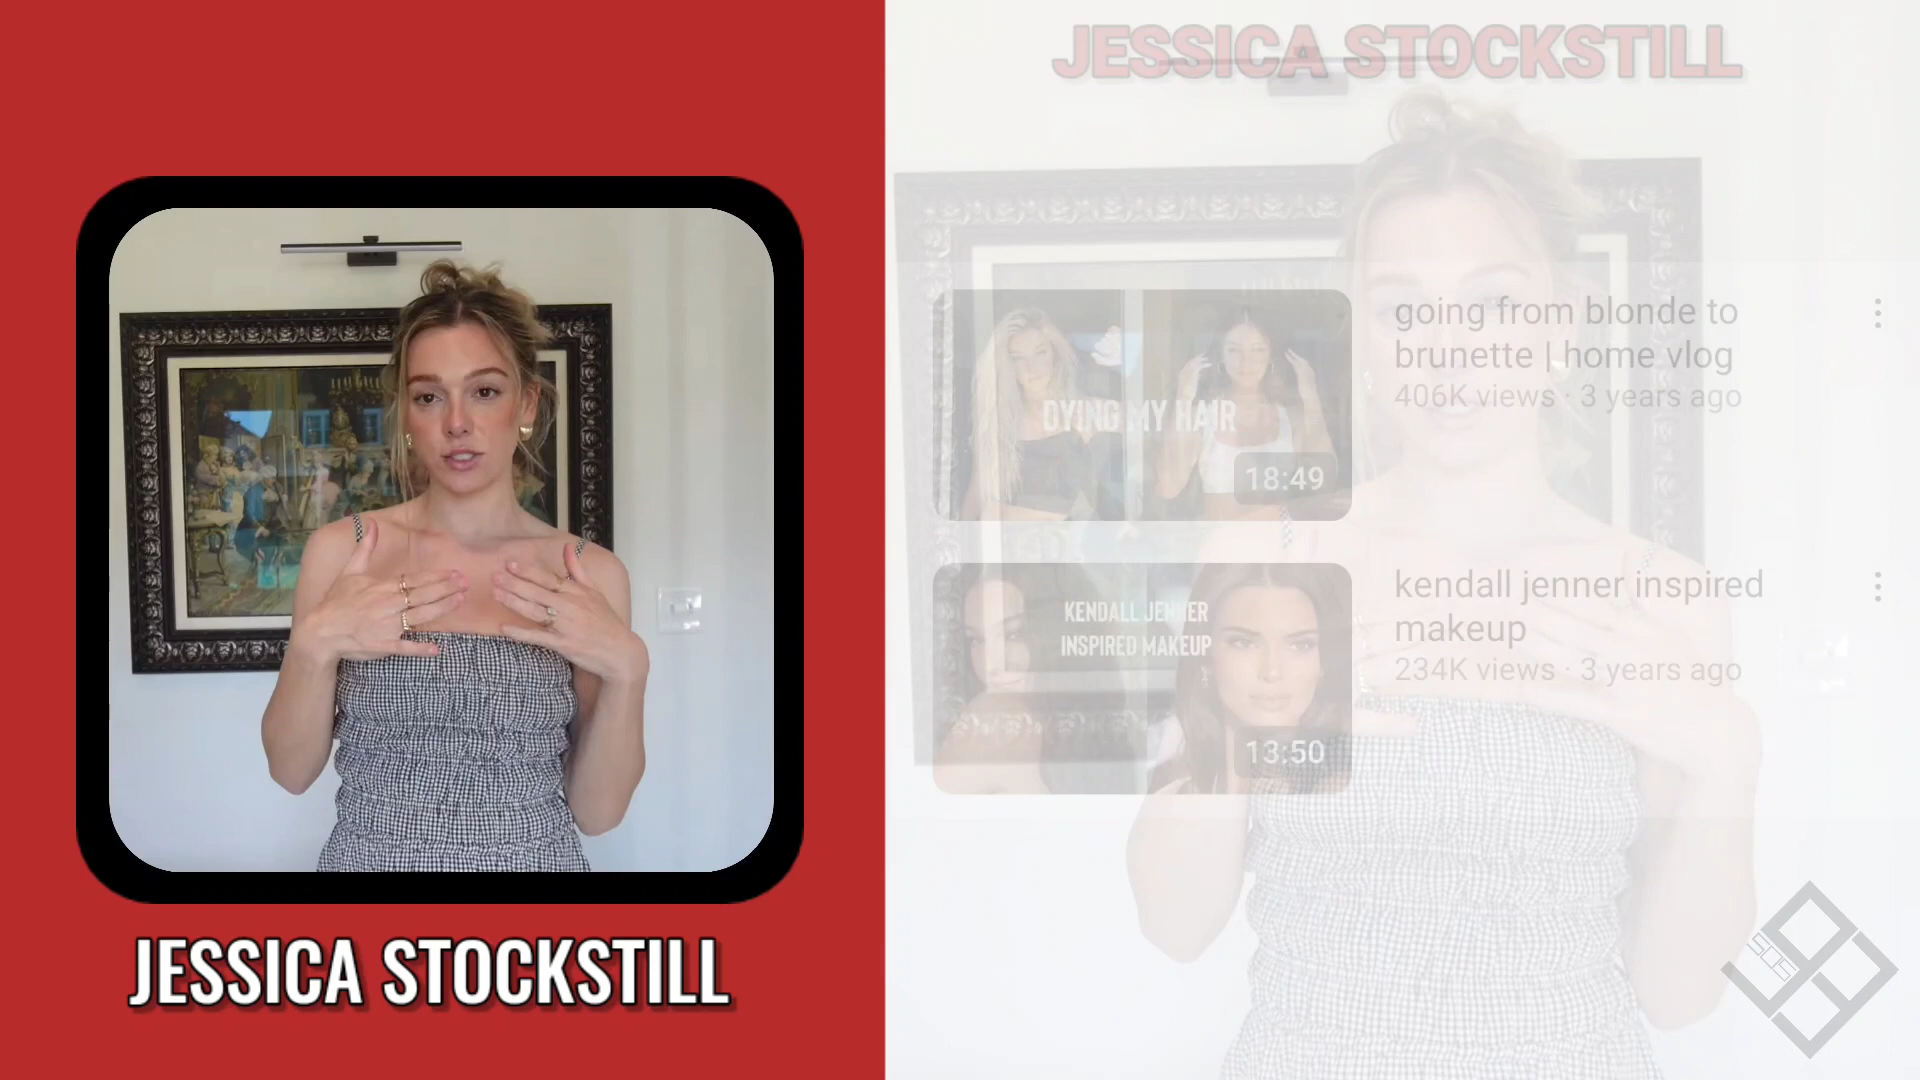 JESSICA STOCKSTILL
JESSICA STOCKSTILL
DYING MY HAIR
18:49
going from blonde to
brunette | home vlog
406K views · 3 years ago
KENDALL JENNER
INSPIRED MAKEUP
13:50
kendall jenner inspired
makeup
234K views · 3 years ago
SOS